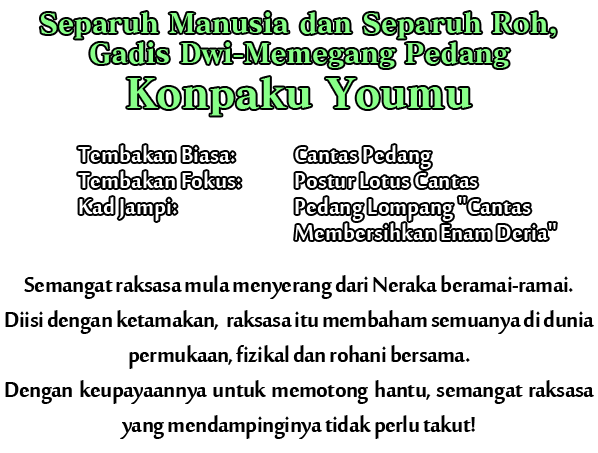 Separuh Manusia dan Separuh Roh,
Gadis Dwi-Memegang Pedang
Konpaku Youmu
Tembakan Biasa: Cantas Pedang
Tembakan Fokus: Postur Lotus Cantas
Kad Jampi: Pedang Lompang "Cantas
Membersihkan Enam Deria"
Semangat raksasa mula menyerang dari Neraka beramai-ramai.
Diisi dengan ketamakan, raksasa itu membaham semuanya di dunia
permukaan, fizikal dan rohani bersama.
Dengan keupayaannya untuk memotong hantu, semangat raksasa
yang mendampinginya tidak perlu takut!